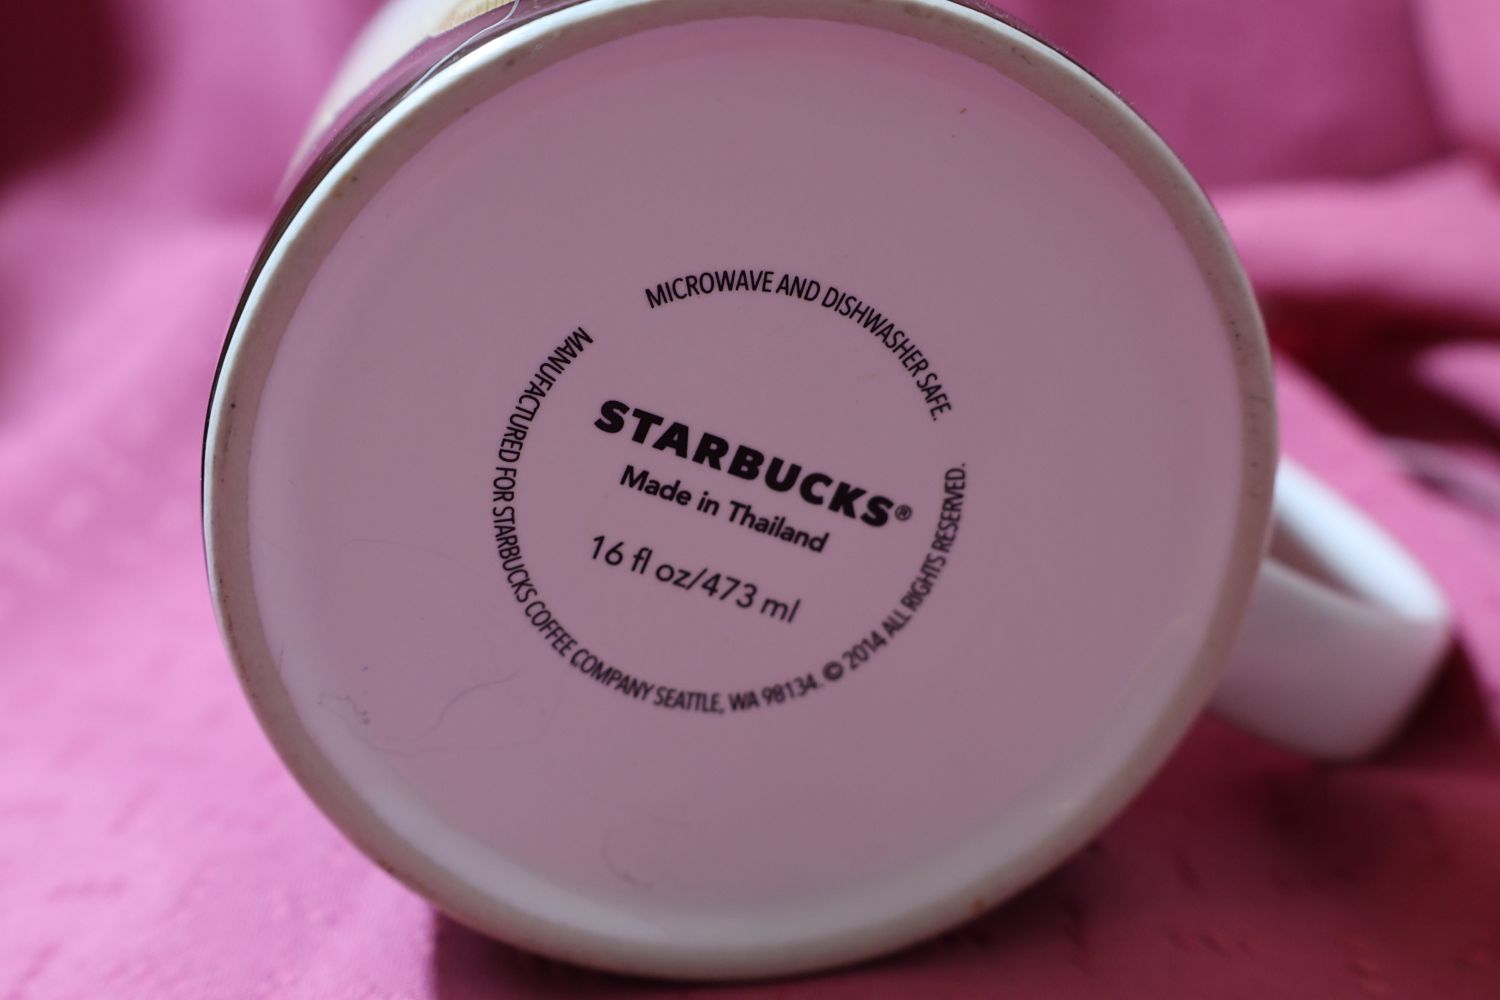 MICROWAVE AND DISHWASHER SAFE.
STARBUCKS®
Made in Thailand
16 fl oz/473 ml
MANUFACTURED FOR STARBUCKS COFFEE COMPANY SEATTLE, WA 98134. © 2014 ALL RIGHTS RESERVED.